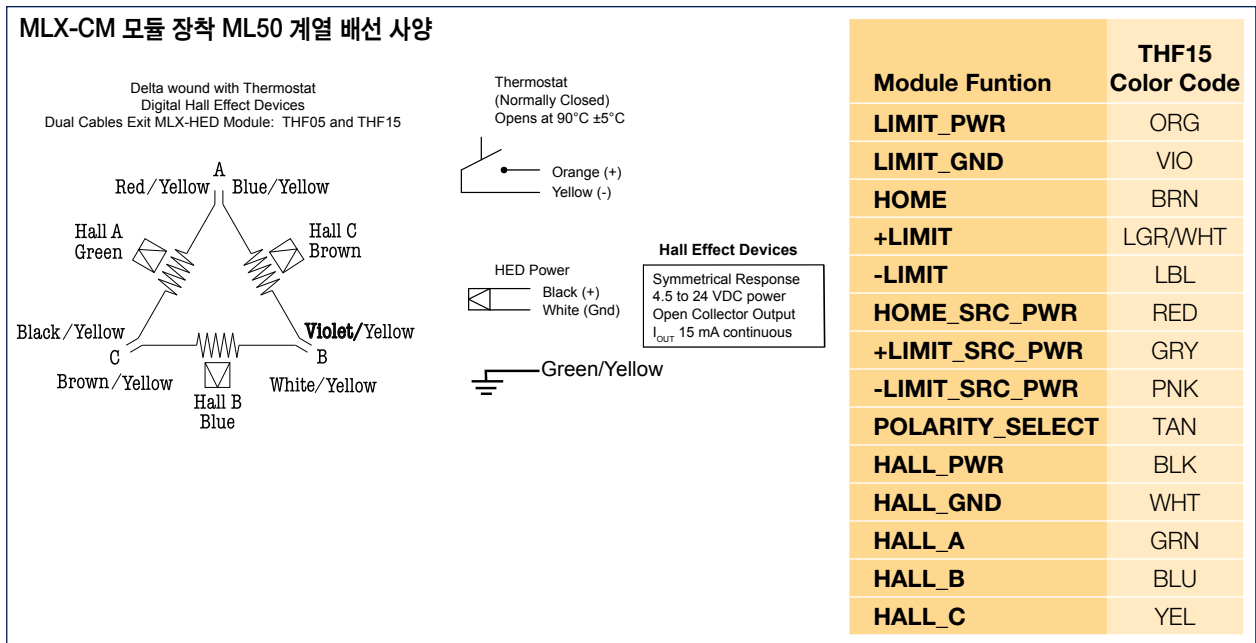 MLX-CM 모듈 장착 ML50 계열 배선 사양
Delta wound with Thermostat
Digital Hall Effect Devices
Dual Cables Exit MLX-HED Module: THF05 and THF15
A
Red/Yellow
Blue/Yellow
Hall A
Green
Hall C
Brown
Black/Yellow
C
Brown/Yellow
Violet/Yellow
B
White/Yellow
Hall B
Blue
Thermostat
(Normally Closed)
Opens at 90°C ±5°C
Orange (+)
Yellow (-)
HED Power
Black (+)
White (Gnd)
Green/Yellow
Hall Effect Devices
Symmetrical Response
4.5 to 24 VDC power
Open Collector Output
IOUT 15 mA continuous
Module Funtion
THF15
Color Code
LIMIT_PWR ORG
LIMIT_GND VIO
HOME BRN
+LIMIT LGR/WHT
-LIMIT LBL
HOME_SRC_PWR RED
+LIMIT_SRC_PWR GRY
-LIMIT_SRC_PWR PNK
POLARITY_SELECT TAN
HALL_PWR BLK
HALL_GND WHT
HALL_A GRN
HALL_B BLU
HALL_C YEL